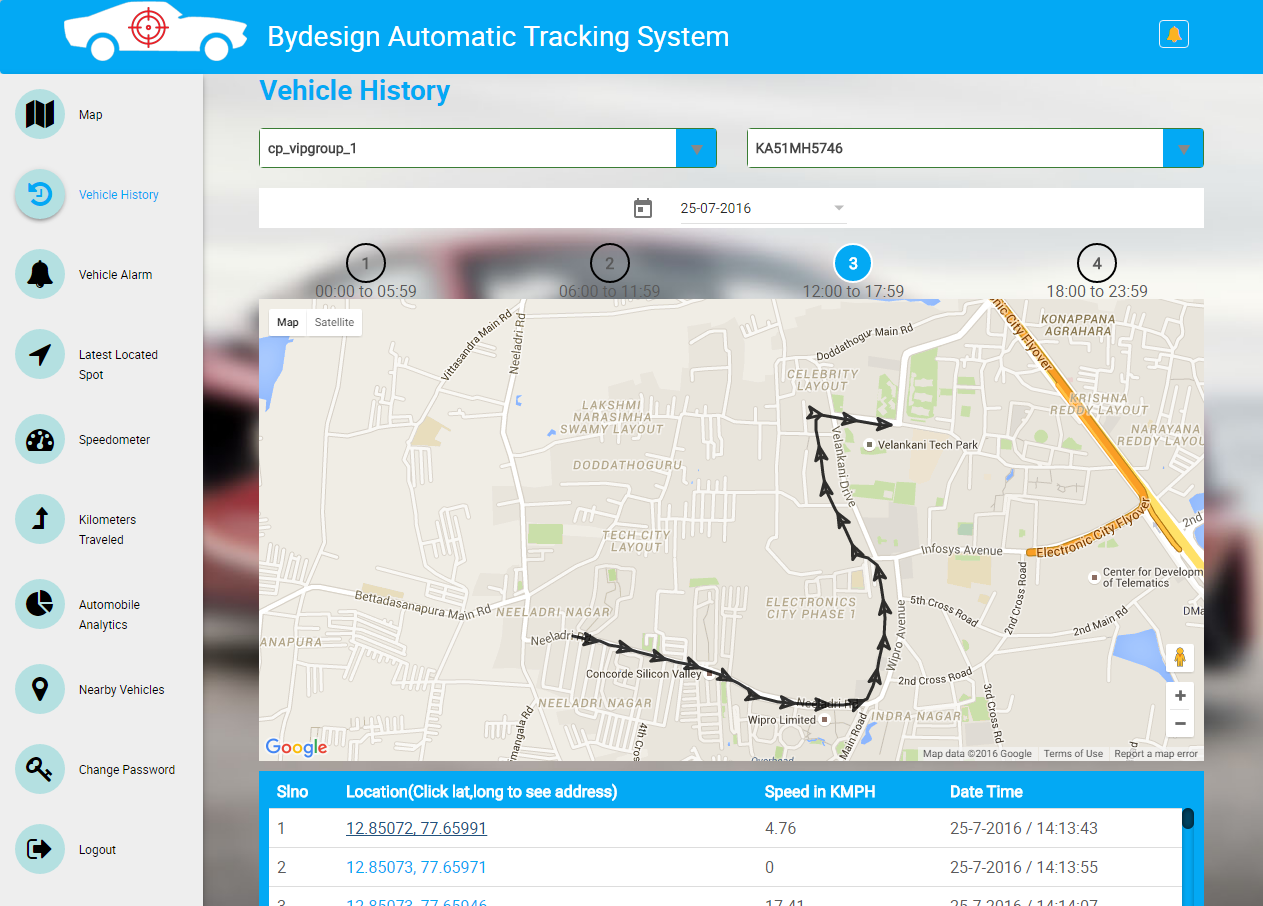 Bydesign Automatic Tracking System
Map
Vehicle History
Vehicle Alarm
Latest Located
Spot
Speedometer
Kilometers
Traveled
Automobile
Analytics
Nearby Vehicles
Change Password
Logout
Vehicle History
cp_vipgroup_1
KA51MH5746
25-07-2016
1
2
3
4
00:00 to 05:59
06:00 to 11:59
12:00 to 17:59
18:00 to 23:59
Map
Satellite
Vittasandra Main Rd
Neeladri Rd
Doddathogur Main Rd
KONAPPANA
AGRAHARA
Electronic City Flyover
CELEBRITY
LAYOUT
KRISHNA
REDDY LAYOUT
NARAYANA
REDDY LAYOU
LAKSHMI
NARASIMHA
SWAMY LAYOUT
Velankani Tech Park
Velankani Drive
DODDATHOGURU
TECH CITY
LAYOUT
Infosys Avenue
Electronic City Flyover
2nd
Center for Developm
of Telematics
Bettadasanapura Main Rd
NEELADRI NAGAR
ELECTRONICS
CITY PHASE 1
5th Cross Road
2nd Cross Road
2nd Main Rd
DMa
ANAPURA
Neeladri
Wipro Avenue
Concorde Silicon Valley
2nd Cross Road
NEELADRI NAGAR
Neeladri
Wipro Limited
INDRA NAGAR
3rd Cross Rd
Main Road
mangala Rd
4th Cros
Overhead
Google
Map data ©2016 Google
Terms of Use
Report a map error
Slno
Location(Click lat,long to see address)
Speed in KMPH
Date Time
1
12.85072, 77.65991
4.76
25-7-2016 / 14:13:43
2
12.85073, 77.65971
0
25-7-2016 / 14:13:55
3
12.85073, 77.65946
17.41
25-7-2016 / 14:14:07